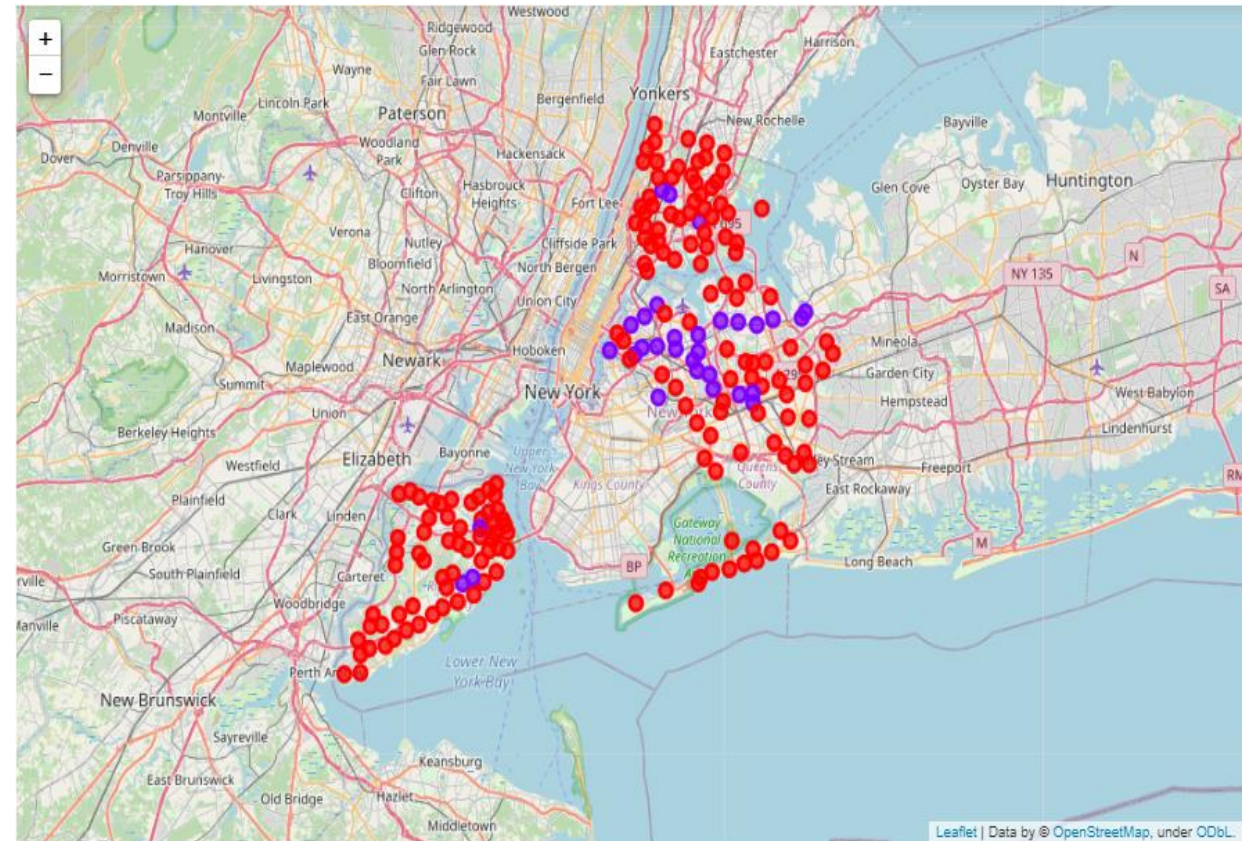 Westwood
Ridgewood
+
Glen Rock
Harrison
Eastchester
−
Wayne
Fair Lawn
Yonkers
Lincoln Park
Bergenfield
Montville
Paterson
New Rochelle
Bayville
Denville
Woodland
Park
Hackensack
Dover
Parsippany-
Troy Hills
Clifton
Hasbrouck
Heights
Fort Lee
Glen Cove
Oyster Bay
Huntington
Verona
695
Nutley
Cliffside Park
Hanover
Bloomfield
North Bergen
N
Morristown
Livingston
North Arlington
NY 135
SA
Union City
East Orange
Madison
Mineola
Maplewood
Newark
Hoboken
Garden City
Summit
New York
West Babylon
Union
Hempstead
Berkeley Heights
Lindenhurst
Elizabeth
Bayonne
Upper
New York
Bay
Westfield
Kings County
Queens
County
ley Stream
Freeport
RM
Plainfield
East Rockaway
Clark
Linden
Gateway
National
Recreation
Green Brook
M
BP
Long Beach
South Plainfield
Carteret
rville
Woodbridge
Piscataway
Manville
Lower New
York Bay
Perth Am
New Brunswick
Sayreville
Keansburg
East Brunswick
Old Bridge
Hazlet
Middletown
Leaflet | Data by © OpenStreetMap, under ODbL.